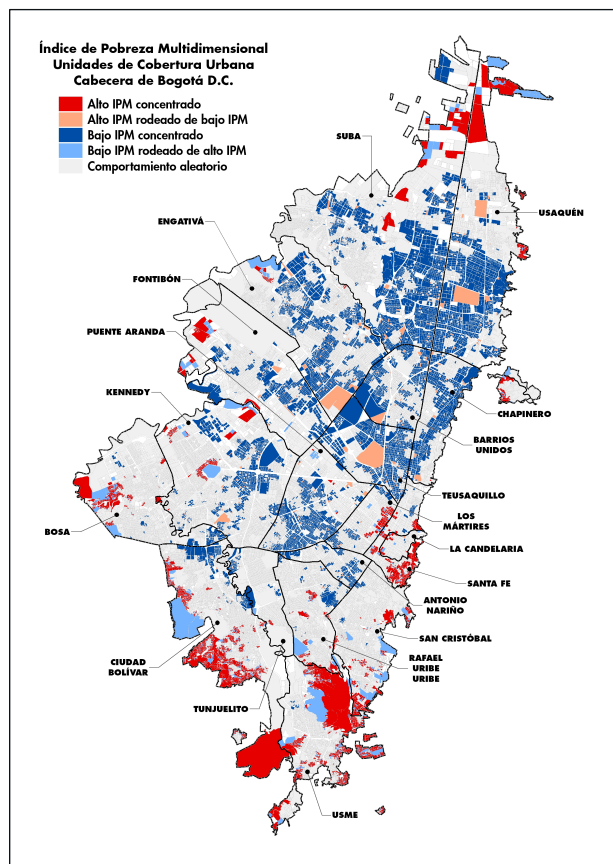 Índice de Pobreza Multidimensional
Unidades de Cobertura Urbana
Cabecera de Bogotá D.C.
Alto IPM concentrado
Alto IPM rodeado de bajo IPM
Bajo IPM concentrado
Bajo IPM rodeado de alto IPM
Comportamiento aleatorio
SUBA
USAQUÉN
ENGATIVÁ
FONTIBÓN
PUENTE ARANDA
KENNEDY
CHAPINERO
BARRIOS
UNIDOS
TEUSAQUILLO
LOS
MÁRTIRES
BOSA
LA CANDELARIA
SANTA FE
ANTONIO
NARIÑO
SAN CRISTÓBAL
CIUDAD
BOLÍVAR
RAFAEL
URIBE
URIBE
TUNJUELITO
USME